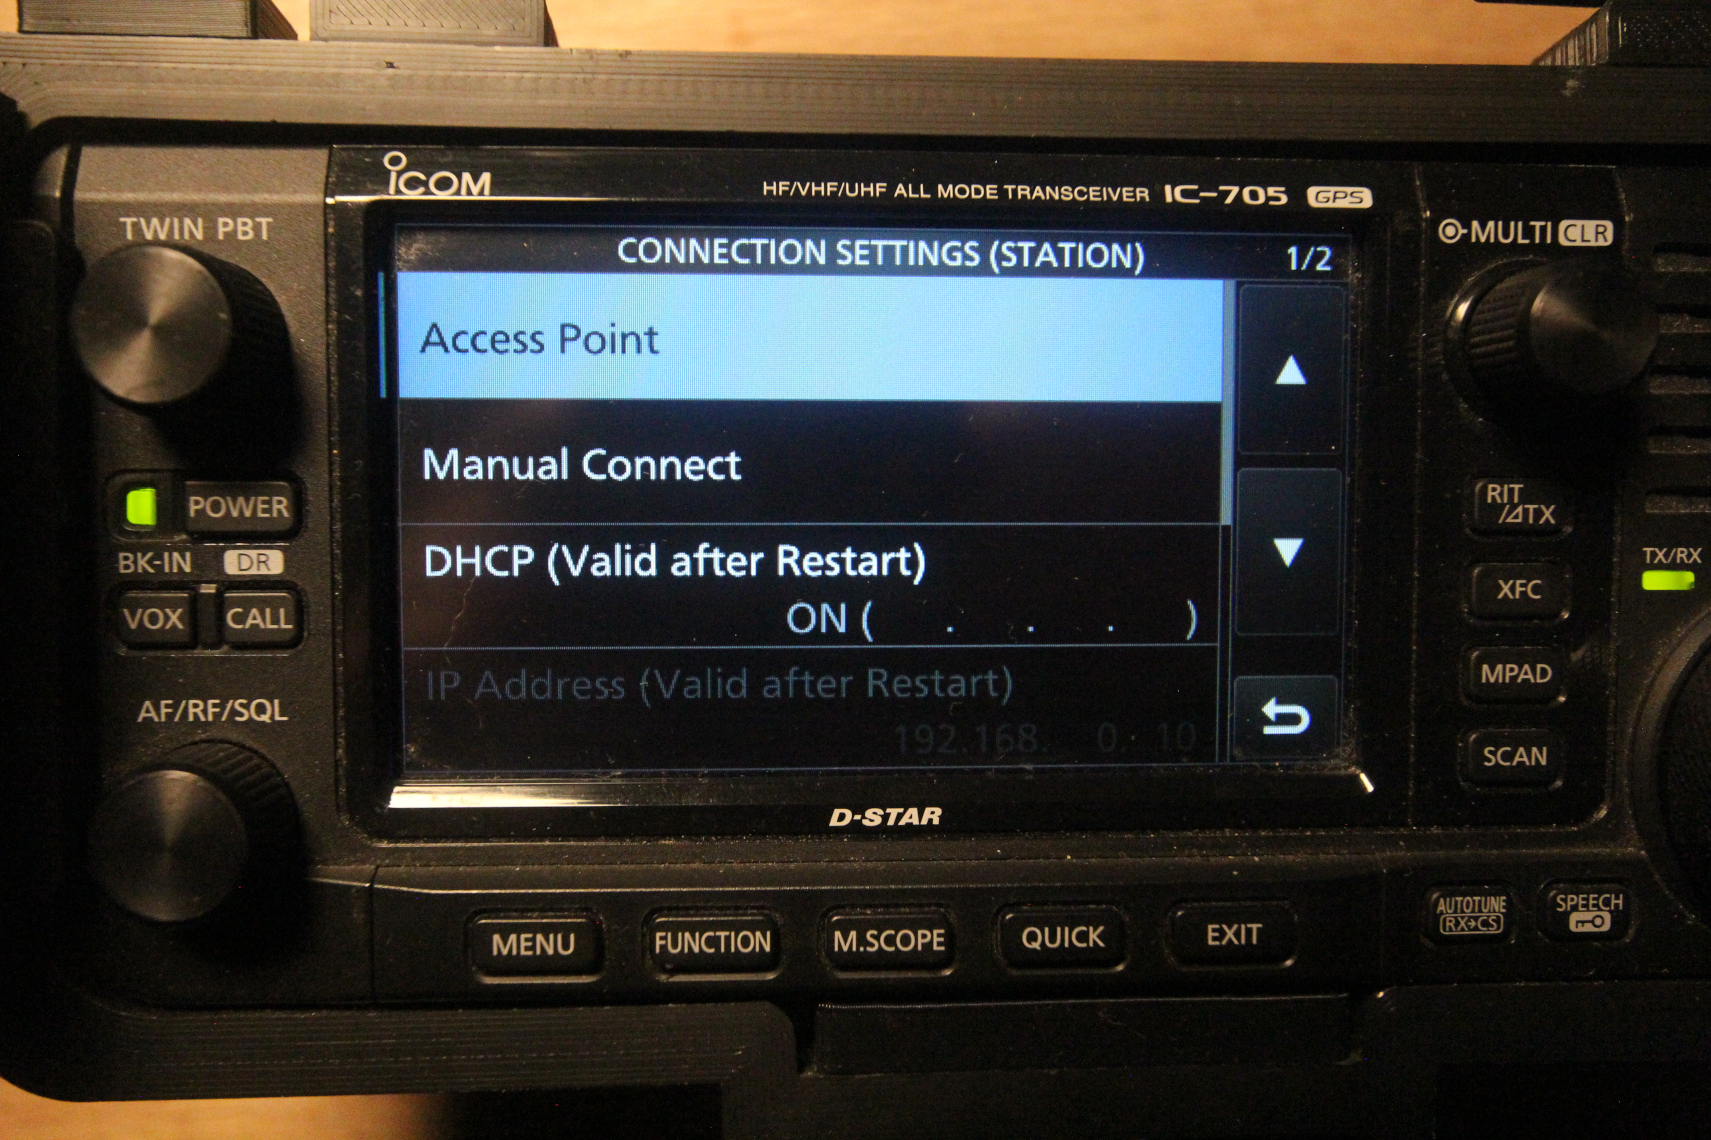 ICOM
HF/VHF/UHF ALL MODE TRANSCEIVER IC-705 GPS
TWIN PBT
CONNECTION SETTINGS (STATION) 1/2
MULTI CLR
Access Point
Manual Connect
POWER
DHCP (Valid after Restart)
ON ( . . . )
IP Address (Valid after Restart)
192.168. 0. 10
BK-IN DR
VOX CALL
AF/RF/SQL
RIT
/⊿TX
TX/RX
XFC
MPAD
SCAN
D-STAR
MENU FUNCTION M.SCOPE QUICK EXIT
AUTOTUNE
RX→CS
SPEECH